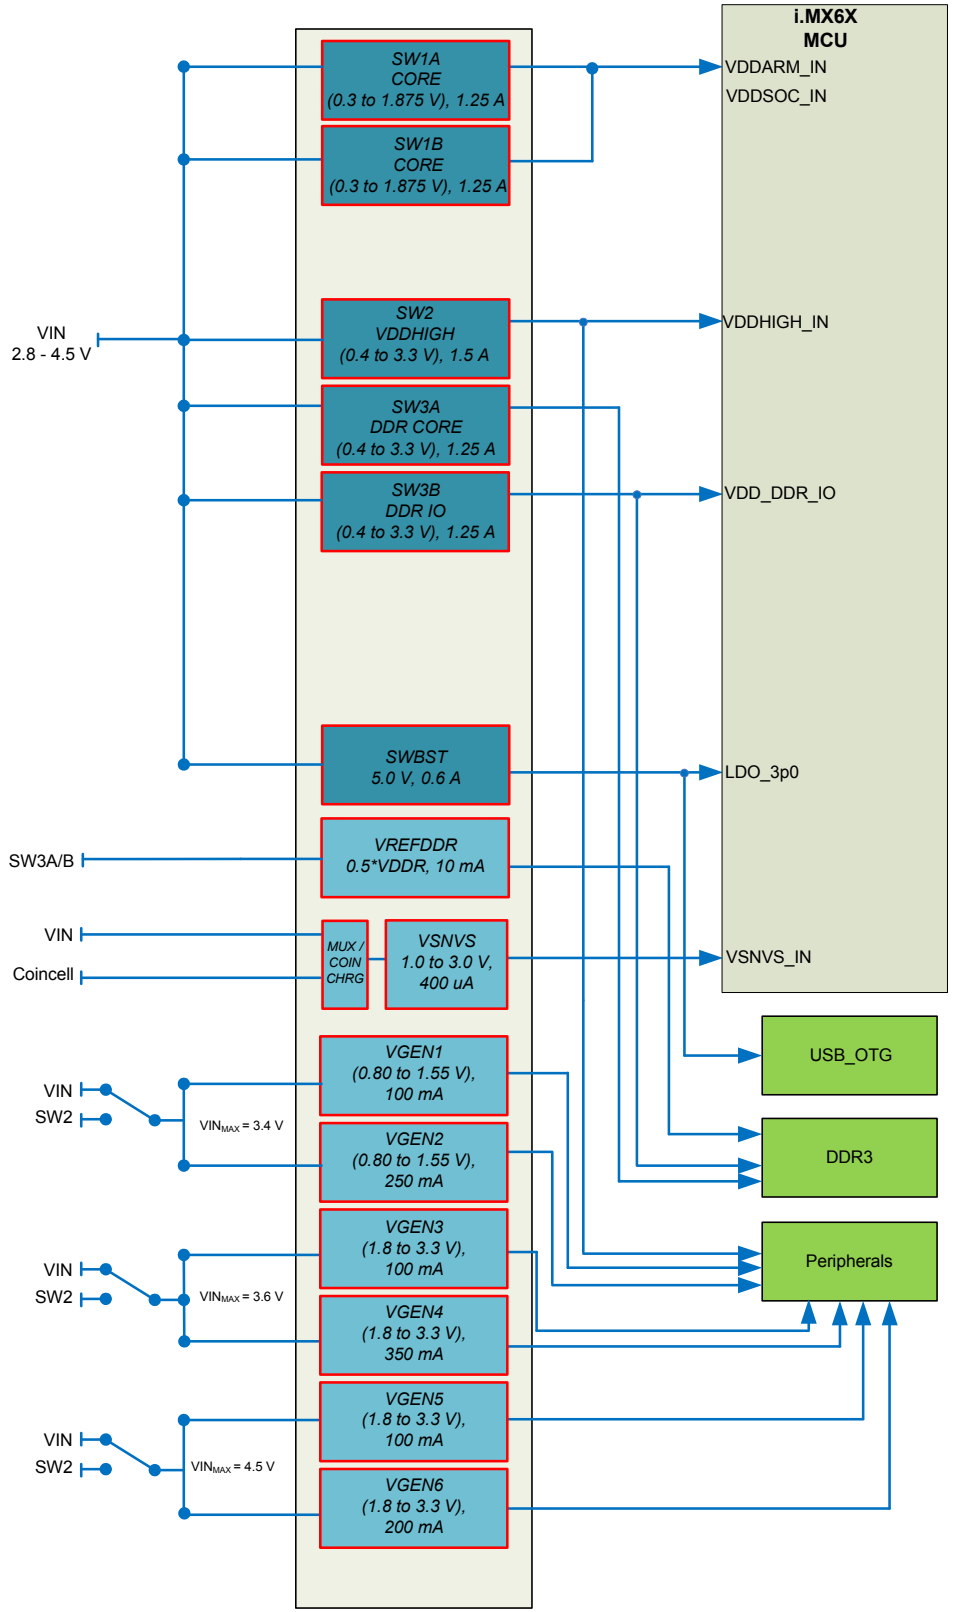 i.MX6X
MCU
SW1A
CORE
(0.3 to 1.875 V), 1.25 A
VDDARM_IN
VDDSOC_IN
SW1B
CORE
(0.3 to 1.875 V), 1.25 A
VIN
2.8 - 4.5 V
SW2
VDDHIGH
(0.4 to 3.3 V), 1.5 A
VDDHIGH_IN
SW3A
DDR CORE
(0.4 to 3.3 V), 1.25 A
SW3B
DDR IO
(0.4 to 3.3 V), 1.25 A
VDD_DDR_IO
SWBST
5.0 V, 0.6 A
LDO_3p0
SW3A/B
VREFDDR
0.5*VDDR, 10 mA
VIN
Coincell
MUX /
COIN
CHRG
VSNVS
1.0 to 3.0 V,
400 uA
VSNVS_IN
USB_OTG
VIN
SW2
VINMAX = 3.4 V
VGEN1
(0.80 to 1.55 V),
100 mA
VGEN2
(0.80 to 1.55 V),
250 mA
DDR3
VIN
SW2
VINMAX = 3.6 V
VGEN3
(1.8 to 3.3 V),
100 mA
VGEN4
(1.8 to 3.3 V),
350 mA
Peripherals
VIN
SW2
VINMAX = 4.5 V
VGEN5
(1.8 to 3.3 V),
100 mA
VGEN6
(1.8 to 3.3 V),
200 mA